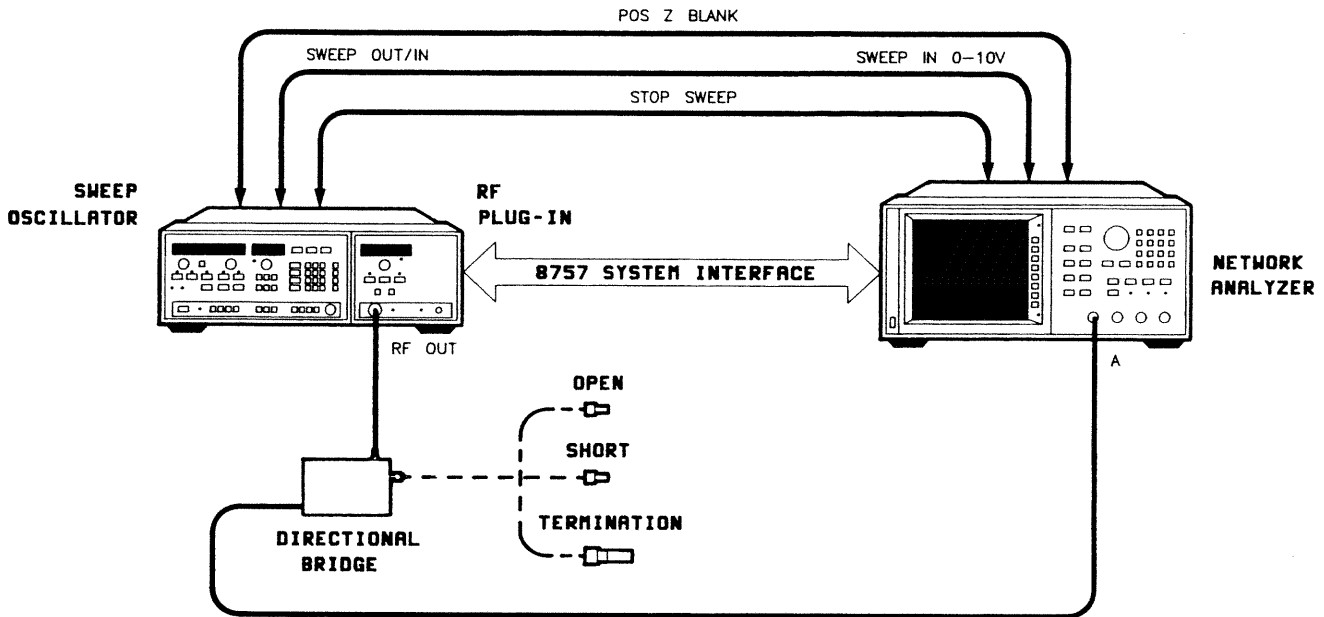 POS Z BLANK
SWEEP OUT/IN
SWEEP IN 0-10V
STOP SWEEP
SWEEP
OSCILLATOR
RF
PLUG-IN
8757 SYSTEM INTERFACE
NETWORK
ANALYZER
RF OUT
A
OPEN
SHORT
TERMINATION
DIRECTIONAL
BRIDGE